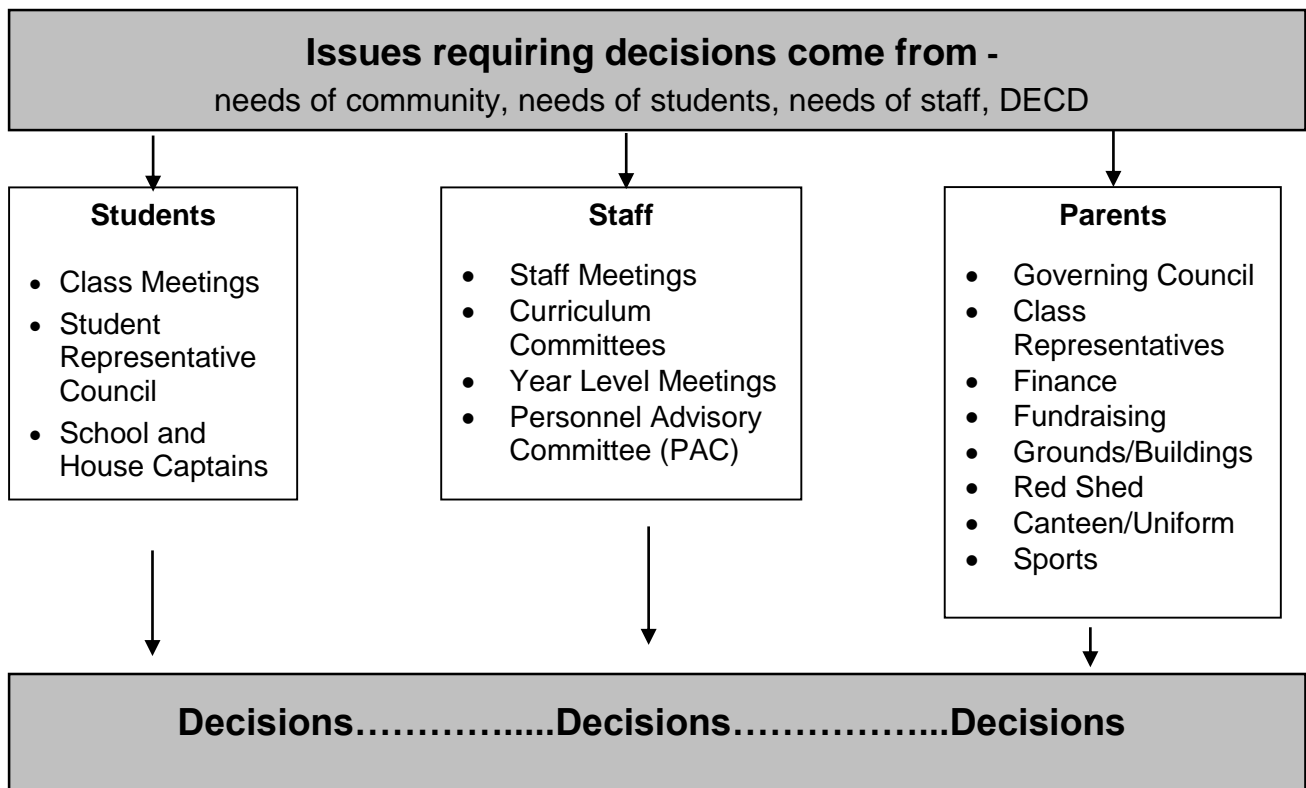 Issues requiring decisions come from -
needs of community, needs of students, needs of staff, DECD
Students
• Class Meetings
• Student
Representative
Council
• School and
House Captains
Staff
• Staff Meetings
• Curriculum
Committees
• Year Level Meetings
• Personnel Advisory
Committee (PAC)
Parents
• Governing Council
• Class
Representatives
• Finance
• Fundraising
• Grounds/Buildings
• Red Shed
• Canteen/Uniform
• Sports
Decisions…………......Decisions……………...Decisions